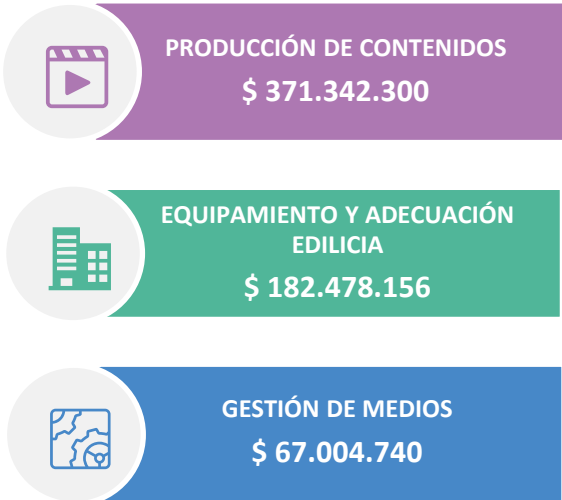 PRODUCCIÓN DE CONTENIDOS
$ 371.342.300
EQUIPAMIENTO Y ADECUACIÓN
EDILICIA
$ 182.478.156
GESTIÓN DE MEDIOS
$ 67.004.740